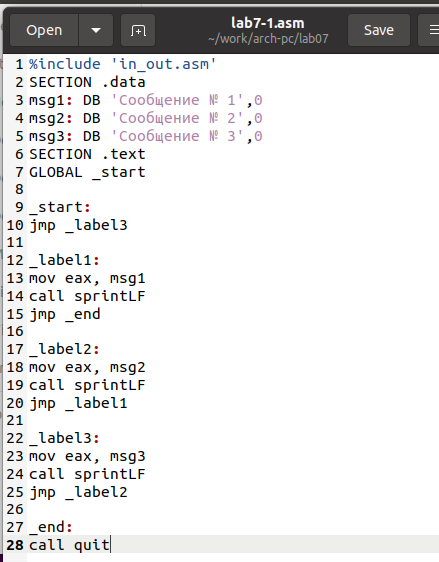 Open
lab7-1.asm
~/work/arch-pc/lab07
Save
1 %include 'in_out.asm'
2 SECTION .data
3 msg1: DB 'Сообщение № 1',0
4 msg2: DB 'Сообщение № 2',0
5 msg3: DB 'Сообщение № 3',0
6 SECTION .text
7 GLOBAL _start
8
9 _start:
10 jmp _label3
11
12 _label1:
13 mov eax, msg1
14 call sprintLF
15 jmp _end
16
17 _label2:
18 mov eax, msg2
19 call sprintLF
20 jmp _label1
21
22 _label3:
23 mov eax, msg3
24 call sprintLF
25 jmp _label2
26
27 _end:
28 call quit